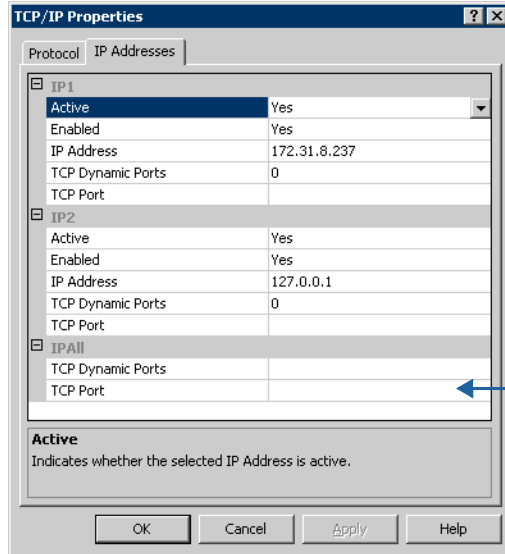 TCP/IP Properties
Protocol IP Addresses
IP1
Active Yes
Enabled Yes
IP Address 172.31.8.237
TCP Dynamic Ports 0
TCP Port
IP2
Active Yes
Enabled Yes
IP Address 127.0.0.1
TCP Dynamic Ports 0
TCP Port
IPAll
TCP Dynamic Ports
TCP Port
Active
Indicates whether the selected IP Address is active.
OK Cancel Apply Help